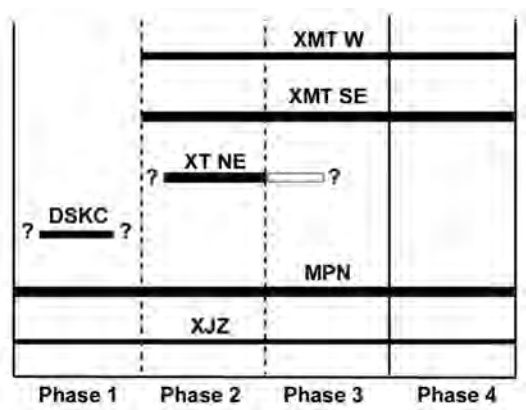 XMT W
XMT SE
XT NE
? ?
DSKC
? ?
MPN
XJZ
Phase 1 Phase 2 Phase 3 Phase 4